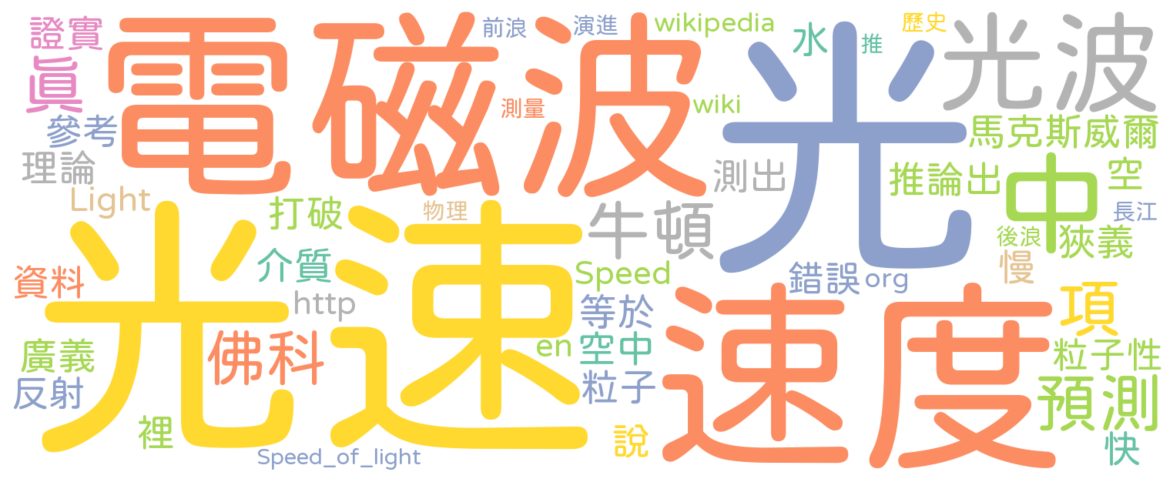 證實
電磁波
前浪
演進
wikipedia
水
推
歷史
光波
真
測量
wiki
光
參考
馬克斯威爾
理論
測出
推論出
中
空
Light
打破
物理
牛頓
長江
後浪
狹義
光速
介質
Speed
錯誤
org
慢
資料
http
等於
速度
項
廣義
佛科
en
空中
粒子性
反射
粒子
預測
裡
說
快
Speed_of_light